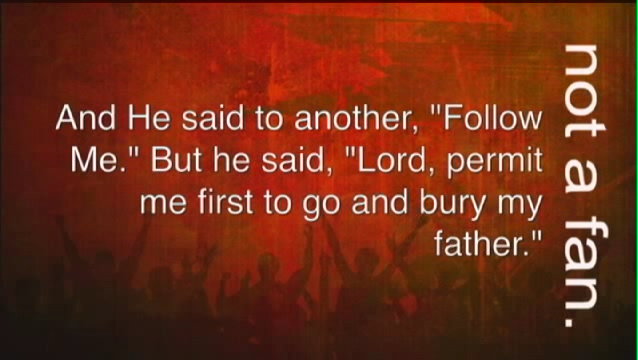 And He said to another, "Follow
Me." But he said, "Lord, permit
me first to go and bury my
father."
not a fan.